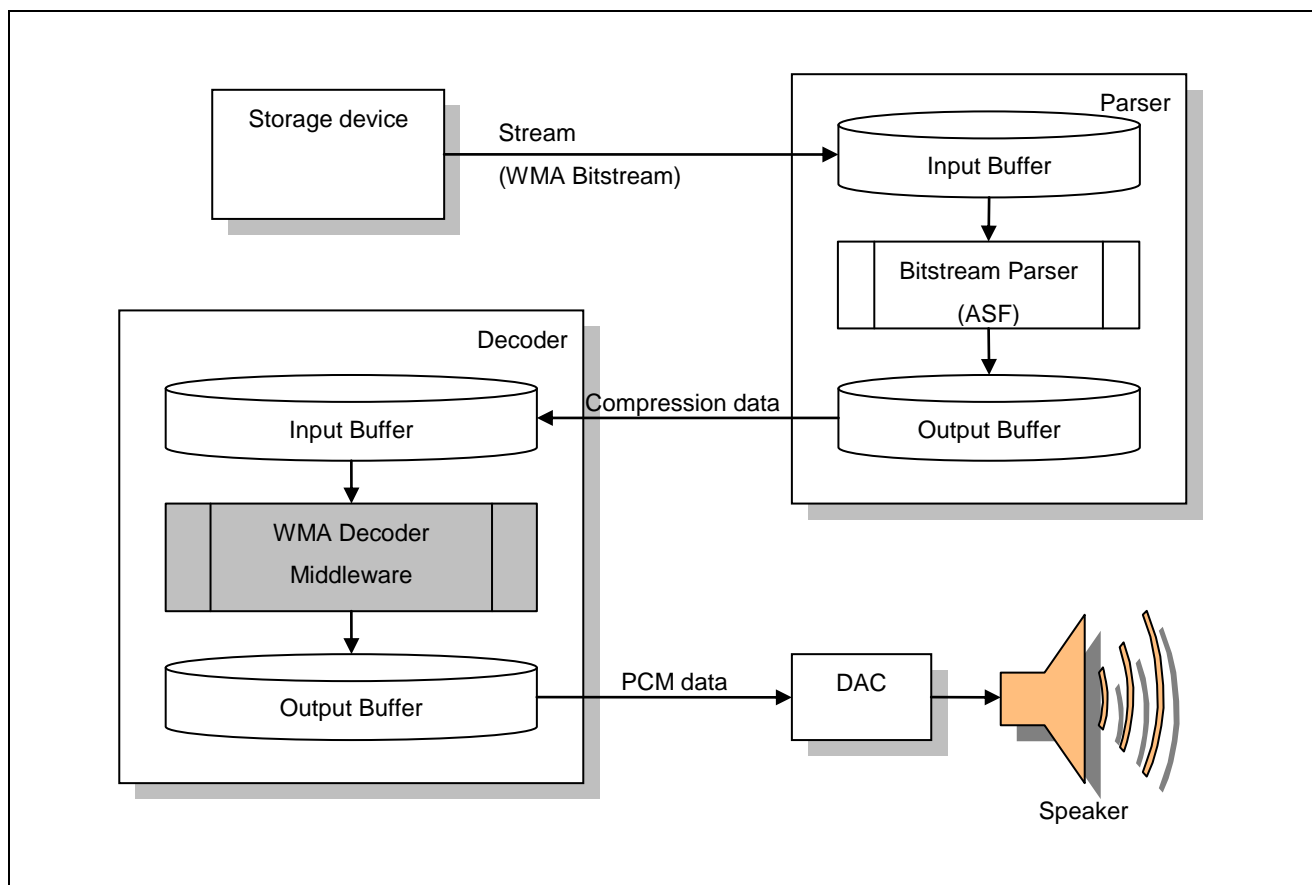 Storage device
Stream
(WMA Bitstream)
Parser
Input Buffer
Bitstream Parser
(ASF)
Output Buffer
Compression data
Decoder
Input Buffer
WMA Decoder
Middleware
Output Buffer
PCM data
DAC
Speaker